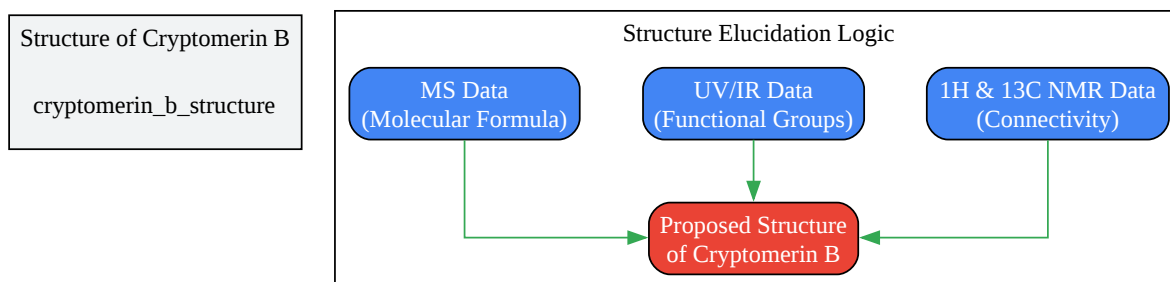 Structure of Cryptomerin B
cryptomerin_b_structure
Structure Elucidation Logic
MS Data
(Molecular Formula)
UV/IR Data
(Functional Groups)
1H & 13C NMR Data
(Connectivity)
Proposed Structure
of Cryptomerin B